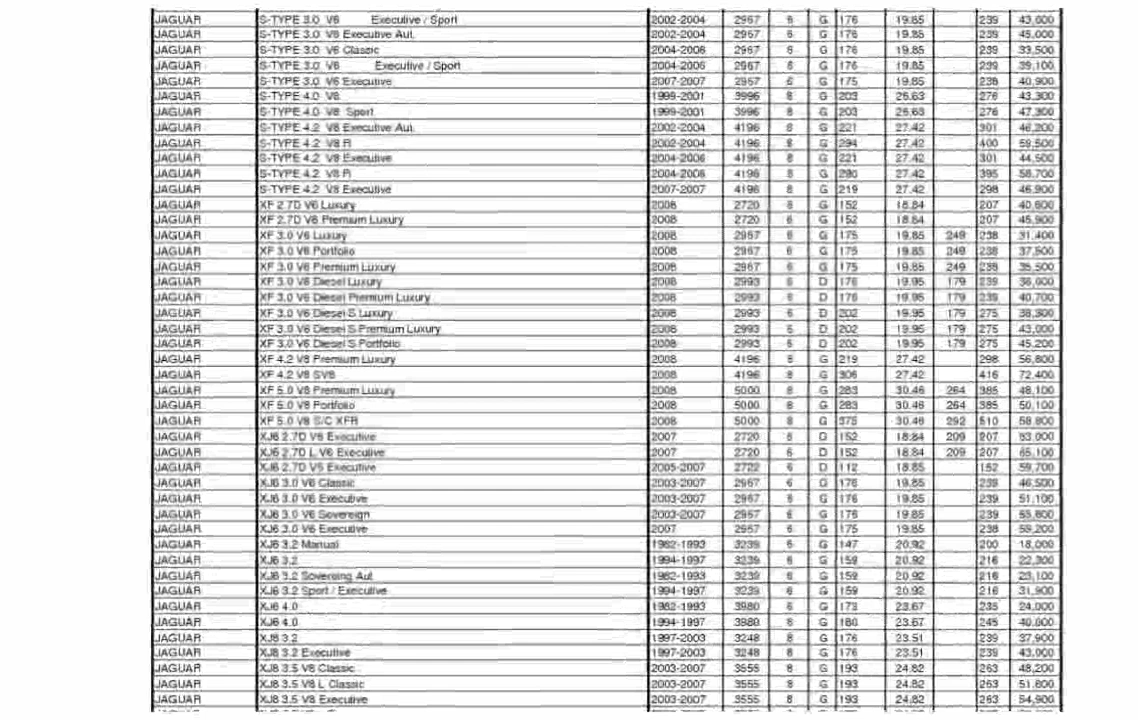 JAGUAR S-TYPE 3.0 V6 Executive / Sport 2002-2004 2967 6 G 176 19.85 239 43,000
JAGUAR S-TYPE 3.0 V6 Executive Aut. 2002-2004 2967 6 G 176 19.85 239 45,000
JAGUAR S-TYPE 3.0 V6 Classic 2004-2006 2967 6 G 176 19.85 239 33,500
JAGUAR S-TYPE 3.0 V6 Executive / Sport 2004-2006 2967 6 G 176 19.85 239 39,100
JAGUAR S-TYPE 3.0 V6 Executive 2007-2007 2967 6 G 175 19.85 238 40,900
JAGUAR S-TYPE 4.0 V8 1999-2001 3996 8 G 203 26.63 276 43,300
JAGUAR S-TYPE 4.0 V8 Sport 1999-2001 3996 8 G 203 26.63 276 47,300
JAGUAR S-TYPE 4.2 V8 Executive Aut. 2002-2004 4196 8 G 221 27.42 301 46,200
JAGUAR S-TYPE 4.2 V8 R 2002-2004 4196 8 G 294 27.42 400 59,500
JAGUAR S-TYPE 4.2 V8 Executive 2004-2006 4196 8 G 221 27.42 301 44,500
JAGUAR S-TYPE 4.2 V8 R 2004-2006 4196 8 G 290 27.42 395 58,700
JAGUAR S-TYPE 4.2 V8 Executive 2007-2007 4196 8 G 219 27.42 298 46,900
JAGUAR XF 2.7D V6 Luxury 2008 2720 6 G 152 18.84 207 40,600
JAGUAR XF 2.7D V6 Premium Luxury 2008 2720 6 G 152 18.84 207 45,900
JAGUAR XF 3.0 V6 Luxury 2008 2967 6 G 175 19.85 249 238 31,400
JAGUAR XF 3.0 V6 Portfolio 2008 2967 6 G 175 19.85 249 238 37,500
JAGUAR XF 3.0 V6 Premium Luxury 2008 2967 6 G 175 19.85 249 238 35,500
JAGUAR XF 3.0 V6 Diesel Luxury 2008 2993 6 D 176 19.95 179 239 36,000
JAGUAR XF 3.0 V6 Diesel Premium Luxury 2008 2993 6 D 176 19.95 179 239 40,700
JAGUAR XF 3.0 V6 Diesel S Luxury 2008 2993 6 D 202 19.95 179 275 38,300
JAGUAR XF 3.0 V6 Diesel S Premium Luxury 2008 2993 6 D 202 19.95 179 275 43,000
JAGUAR XF 3.0 V6 Diesel S Portfolio 2008 2993 6 D 202 19.95 179 275 45,200
JAGUAR XF 4.2 V8 Premium Luxury 2008 4196 8 G 219 27.42 298 56,800
JAGUAR XF 4.2 V8 SV8 2008 4196 8 G 306 27.42 416 72,400
JAGUAR XF 5.0 V8 Premium Luxury 2008 5000 8 G 283 30.46 264 385 48,100
JAGUAR XF 5.0 V8 Portfolio 2008 5000 8 G 283 30.46 264 385 50,100
JAGUAR XF 5.0 V8 S/C XFR 2008 5000 8 G 375 30.46 292 510 58,800
JAGUAR XJ6 2.7D V6 Executive 2007 2720 6 G 152 18.84 209 207 63,000
JAGUAR XJ6 2.7D L V6 Executive 2007 2720 6 D 152 18.84 209 207 65,100
JAGUAR XJ6 2.7D V6 Executive 2005-2007 2722 6 D 112 18.85 152 59,700
JAGUAR XJ6 3.0 V6 Classic 2003-2007 2967 6 G 176 19.85 239 46,500
JAGUAR XJ6 3.0 V6 Executive 2003-2007 2967 6 G 176 19.85 239 51,100
JAGUAR XJ6 3.0 V6 Sovereign 2003-2007 2967 6 G 176 19.85 239 55,800
JAGUAR XJ6 3.0 V6 Executive 2007 2967 6 G 175 19.85 238 59,200
JAGUAR XJ6 3.2 Manual 1982-1993 3239 6 G 147 20.92 200 18,000
JAGUAR XJ6 3.2 1994-1997 3239 6 G 159 20.92 216 22,300
JAGUAR XJ6 3.2 Sovereing Aut. 1982-1993 3239 6 G 159 20.92 216 23,100
JAGUAR XJ6 3.2 Sport / Executive 1994-1997 3239 6 G 159 20.92 216 31,900
JAGUAR XJ6 4.0 1982-1993 3980 6 G 173 23.67 235 24,000
JAGUAR XJ6 4.0 1994-1997 3980 6 G 180 23.67 245 40,000
JAGUAR XJ8 3.2 1997-2003 3248 8 G 176 23.51 239 37,900
JAGUAR XJ8 3.2 Executive 1997-2003 3248 8 G 176 23.51 239 43,000
JAGUAR XJ8 3.5 V8 Classic 2003-2007 3555 8 G 193 24.82 263 48,200
JAGUAR XJ8 3.5 V8 L Classic 2003-2007 3555 8 G 193 24.82 263 51,800
JAGUAR XJ8 3.5 V8 Executive 2003-2007 3555 8 G 193 24.82 263 54,900